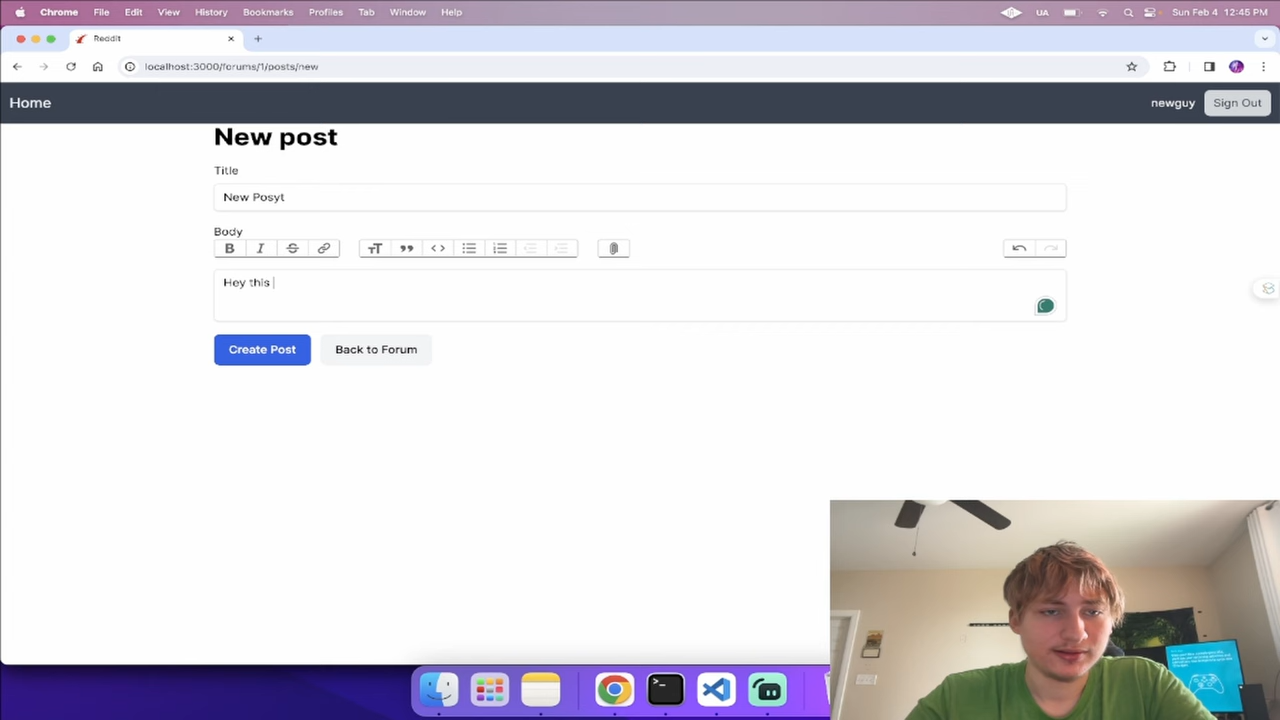 Chrome File Edit View History Bookmarks Profiles Tab Window Help UA Sun Feb 4 12:45 PM
Reddit
localhost:3000/forums/1/posts/new
Home newguy Sign Out
New post
Title
New Posyt
Body
Hey this
Create Post Back to Forum